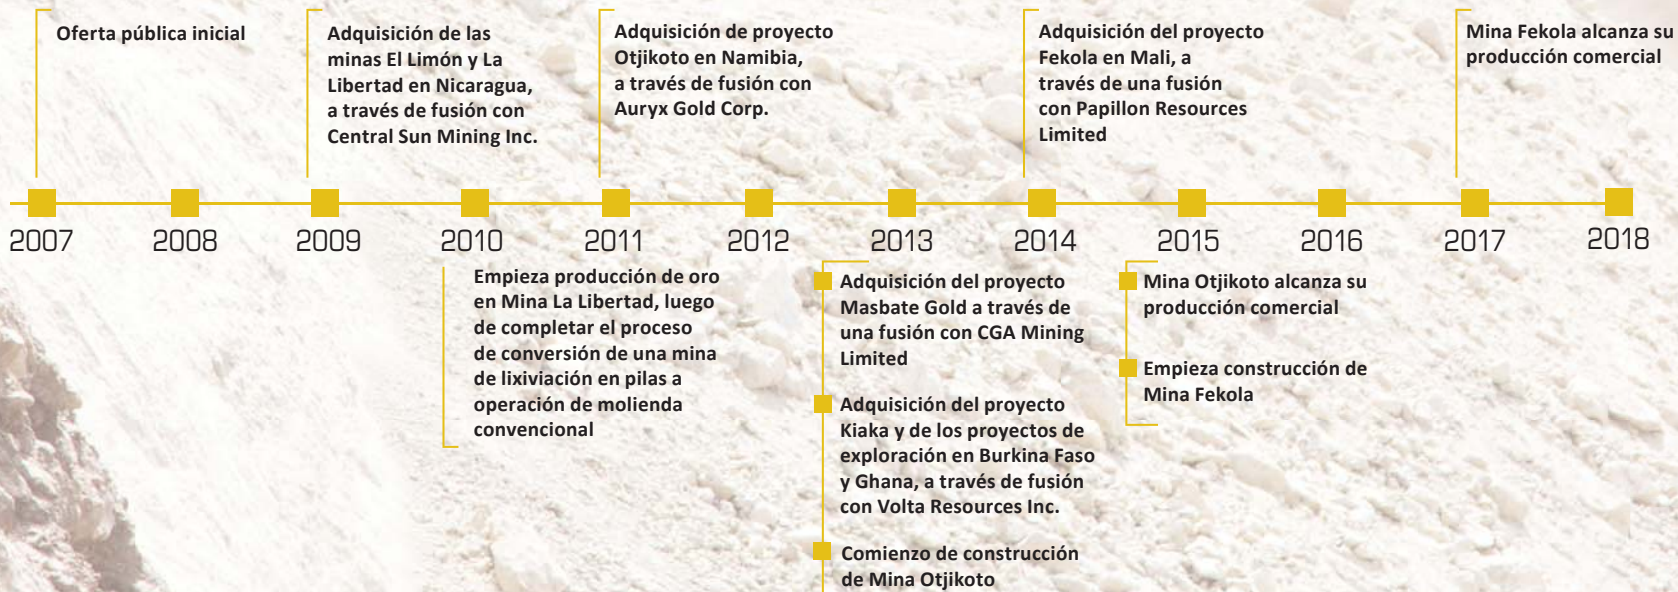 Oferta pública inicial
Adquisición de las
minas El Limón y La
Libertad en Nicaragua,
a través de fusión con
Central Sun Mining Inc.
Adquisición de proyecto
Otjikoto en Namibia,
a través de fusión con
Auryx Gold Corp.
Adquisición del proyecto
Fekola en Mali, a
través de una fusión
con Papillon Resources
Limited
Mina Fekola alcanza su
producción comercial
2007
2008
2009
2010
2011
2012
2013
2014
2015
2016
2017
2018
Empieza producción de oro
en Mina La Libertad, luego
de completar el proceso
de conversión de una mina
de lixiviación en pilas a
operación de molienda
convencional
Adquisición del proyecto
Masbate Gold a través de
una fusión con CGA Mining
Limited
Adquisición del proyecto
Kiaka y de los proyectos de
exploración en Burkina Faso
y Ghana, a través de fusión
con Volta Resources Inc.
Comienzo de construcción
de Mina Otjikoto
Mina Otjikoto alcanza su
producción comercial
Empieza construcción de
Mina Fekola